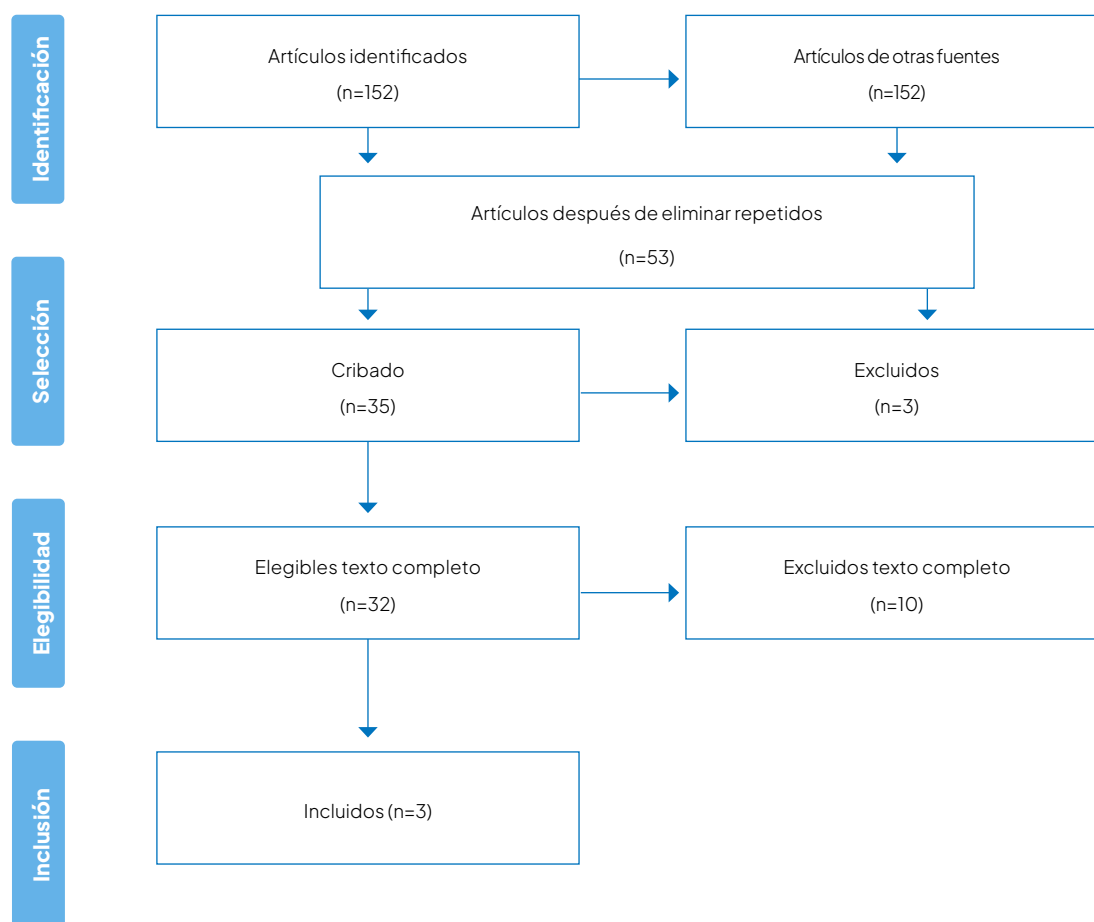 Identificación
Artículos identificados
(n=152)
Artículos de otras fuentes
(n=152)
Artículos después de eliminar repetidos
(n=53)
Selección
Cribado
(n=35)
Excluidos
(n=3)
Elegibilidad
Elegibles texto completo
(n=32)
Excluidos texto completo
(n=10)
Inclusión
Incluidos (n=3)